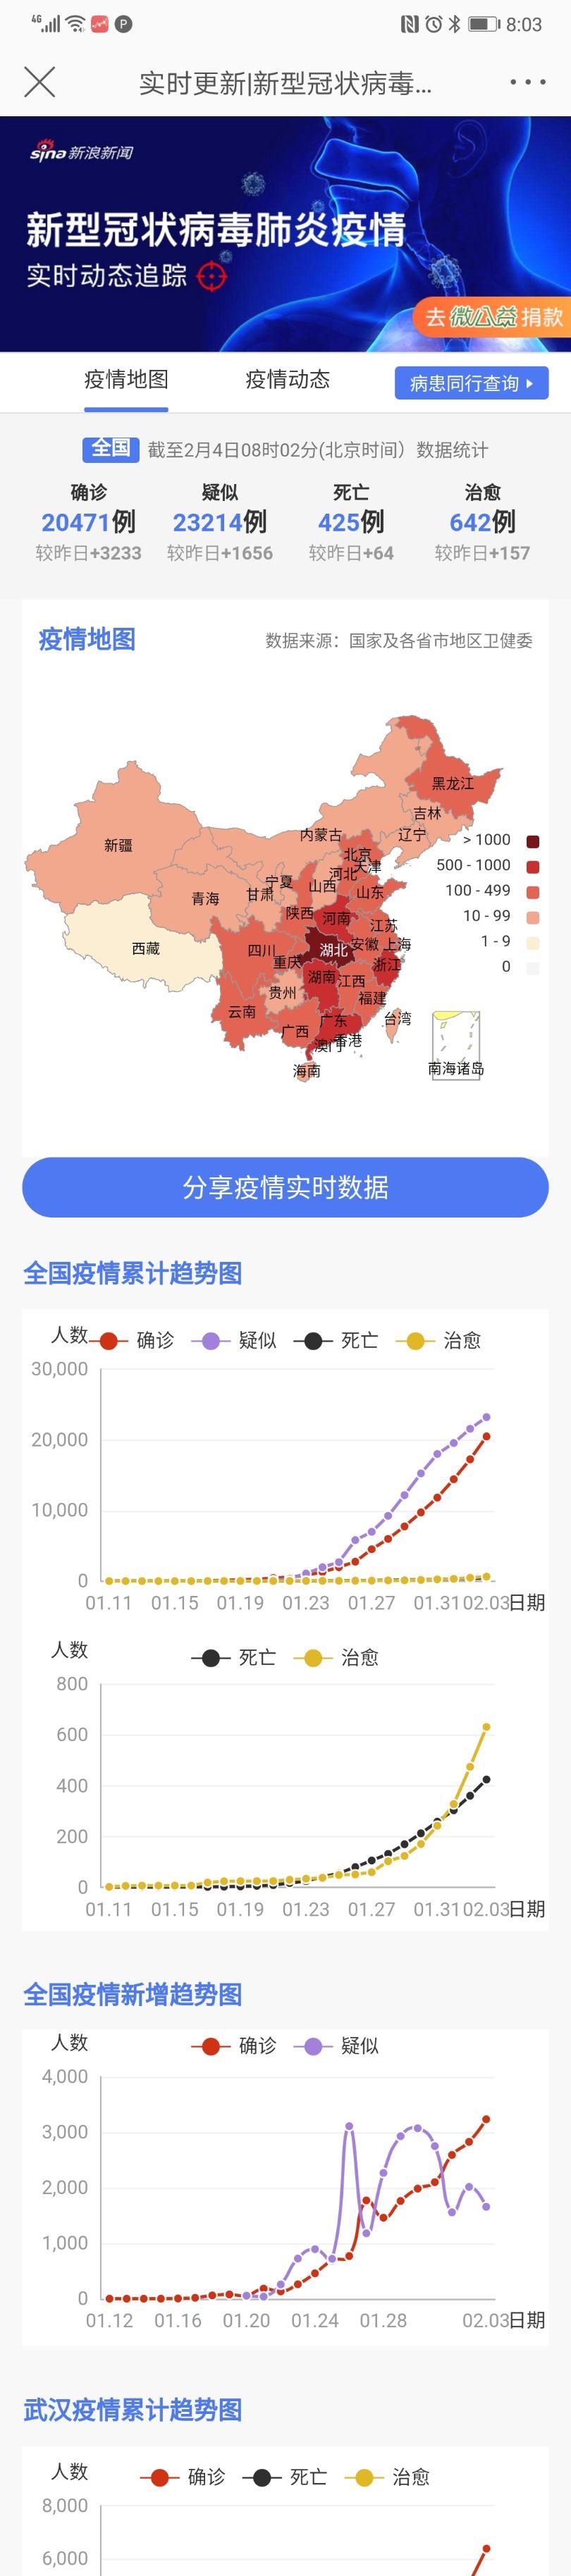 4G P 8:03
实时更新|新型冠状病毒...
sina 新浪新闻
新型冠状病毒肺炎疫情
实时动态追踪
去微公益捐款
疫情地图 疫情动态 病患同行查询
全国 截至2月4日08时02分(北京时间）数据统计
确诊 疑似 死亡 治愈
20471例 23214例 425例 642例
较昨日+3233 较昨日+1656 较昨日+64 较昨日+157
疫情地图 数据来源：国家及各省市地区卫健委
黑龙江
吉林
内蒙古 辽宁 > 1000
新疆 北京
天津 500 - 1000
宁夏 山西 河北
青海 甘肃 山东 100 - 499
陕西 河南 10 - 99
江苏
西藏 四川 湖北 安徽 上海 1 - 9
重庆 浙江 0
湖南 江西
贵州 福建
云南 广东 台湾
广西 香港
澳门
海南 南海诸岛
分享疫情实时数据
全国疫情累计趋势图
人数 确诊 疑似 死亡 治愈
30,000
20,000
10,000
0
01.11 01.15 01.19 01.23 01.27 01.31 02.03 日期
人数 死亡 治愈
800
600
400
200
0
01.11 01.15 01.19 01.23 01.27 01.31 02.03 日期
全国疫情新增趋势图
人数 确诊 疑似
4,000
3,000
2,000
1,000
0
01.12 01.16 01.20 01.24 01.28 02.03 日期
武汉疫情累计趋势图
人数 确诊 死亡 治愈
8,000
6,000